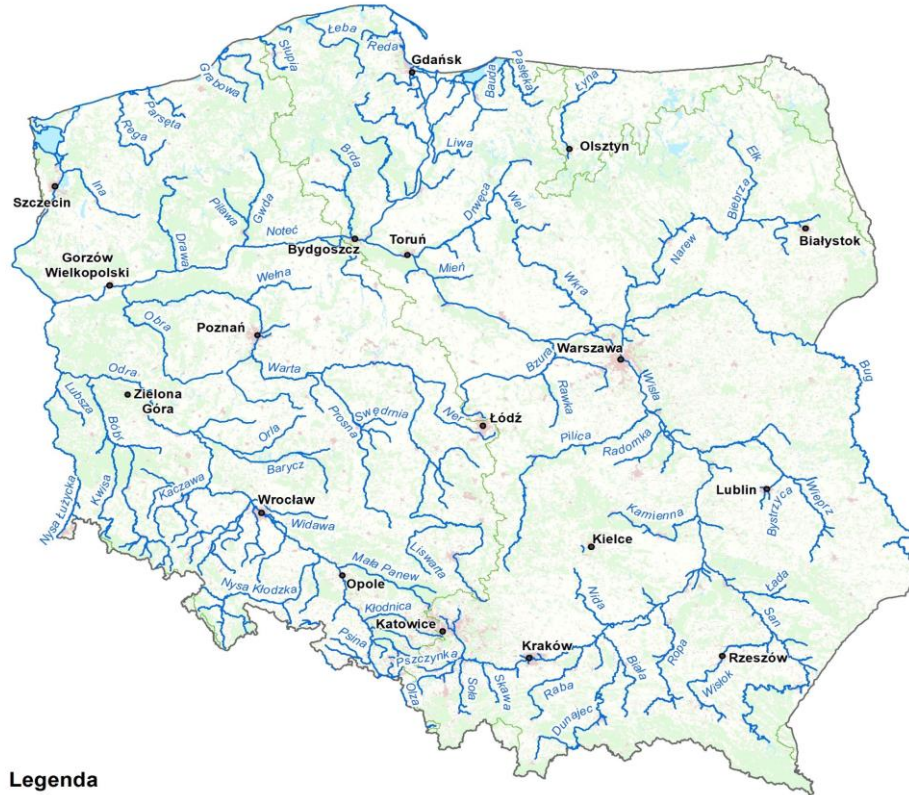 Łeba
Słupia
Reda
Gdańsk
Grabowa
Bauda
Pasłęka
Łyna
Parsęta
Rega
Liwa
Olsztyn
Ełk
Brda
Ina
Szczecin
Piława
Gwda
Drwęca
Wel
Biebrza
Drawa
Noteć
Toruń
Narew
Białystok
Bydgoszcz
Gorzów
Wielkopolski
Wełna
Mień
Wkra
Obra
Poznań
Warszawa
Bzura
Warta
Odra
Wisła
Bug
Rawka
Zielona
Góra
Lubsza
Bóbr
Prosna
Swędrnia
Ner
Łódź
Orla
Pilica
Radomka
Barycz
Kaczawa
Kwisa
Nysa Łużycka
Wrocław
Widawa
Lublin
Bystrzyca
Wieprz
Kamienna
Kielce
Liswarta
Mała Panew
Opole
Nysa Kłodzka
Kłodnica
Nida
Łada
San
Katowice
Psina
Pszczynka
Kraków
Ropa
Rzeszów
Biała
Wisłok
Olza
Soła
Skawa
Raba
Dunajec
Legenda